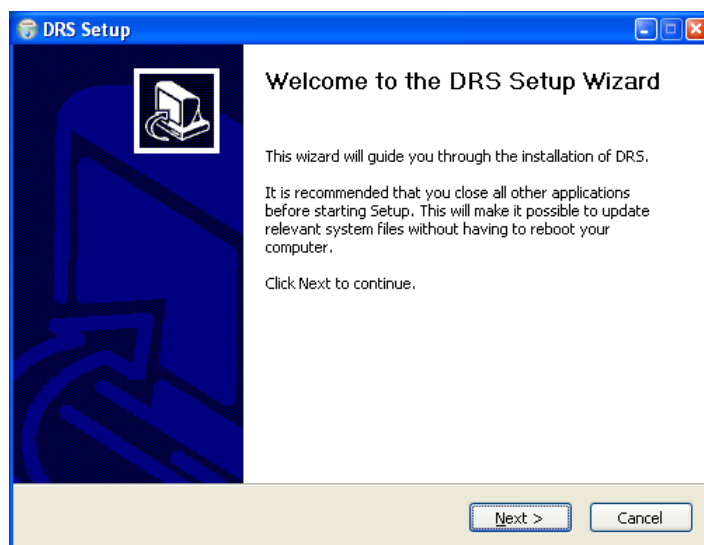 DRS Setup
Welcome to the DRS Setup Wizard
This wizard will guide you through the installation of DRS.
It is recommended that you close all other applications
before starting Setup. This will make it possible to update
relevant system files without having to reboot your
computer.
Click Next to continue.
Next >
Cancel